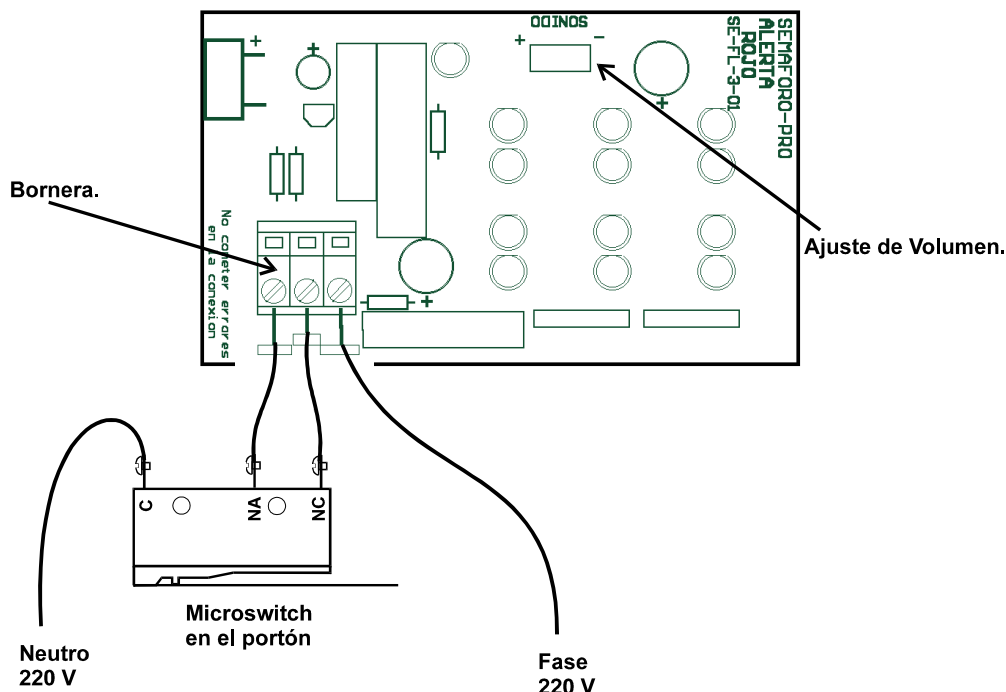 SONIDO
+ -
SEMAFORO-PRO
ALERTA
ROJO
SE-FL-3-01
+
+
+
+
Bornera.
Ajuste de Volumen.
No cometer errores
en la conexion
C
NA
NC
Microswitch
en el portón
Neutro
220 V
Fase
220 V